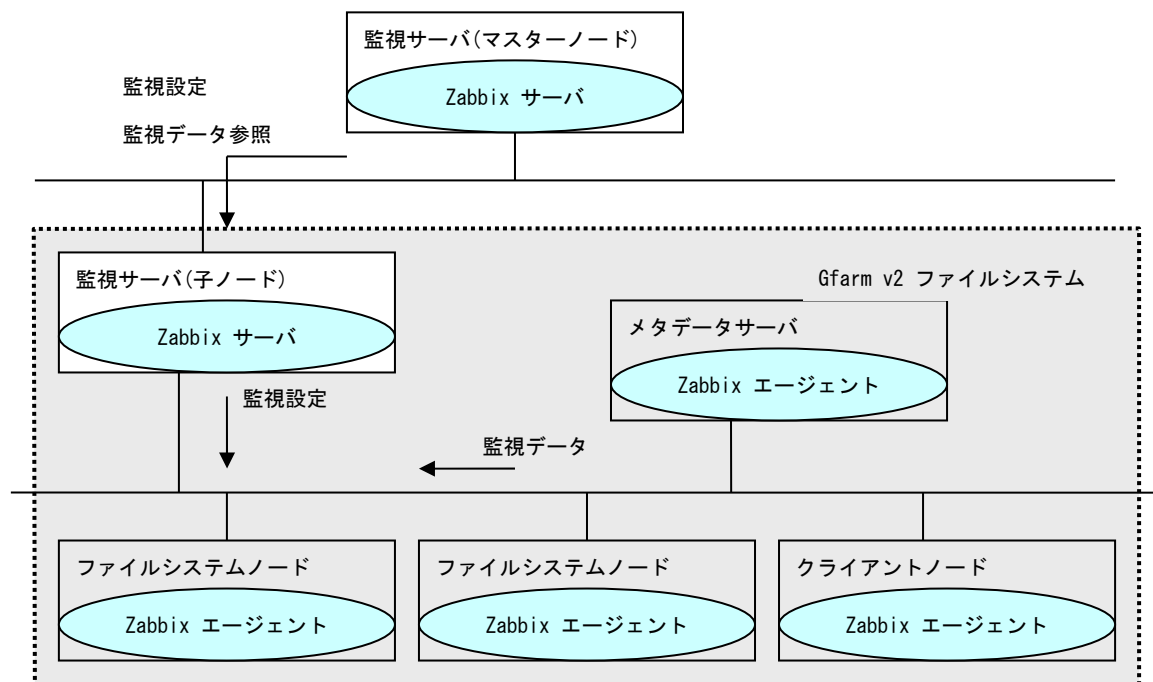 監視サーバ(マスターノード)
Zabbix サーバ
監視設定
監視データ参照
監視サーバ(子ノード)
Zabbix サーバ
Gfarm v2 ファイルシステム
メタデータサーバ
Zabbix エージェント
監視設定
監視データ
ファイルシステムノード
Zabbix エージェント
ファイルシステムノード
Zabbix エージェント
クライアントノード
Zabbix エージェント